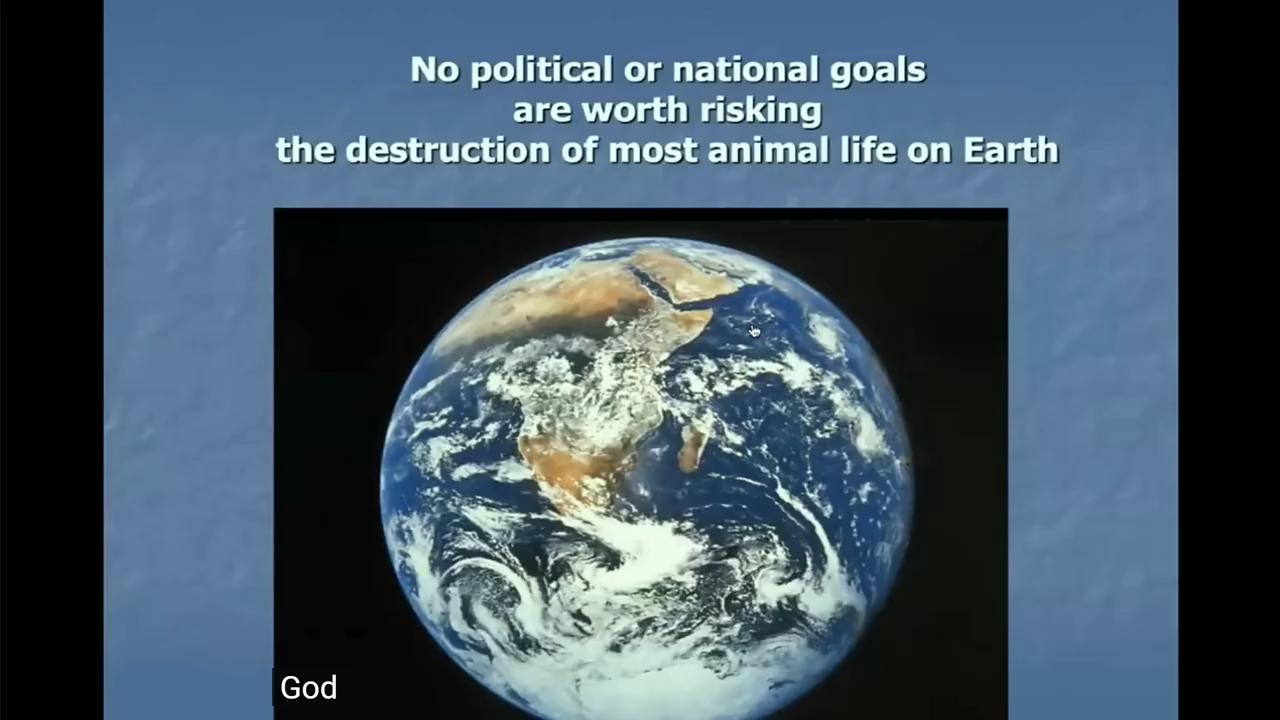 No political or national goals
are worth risking
the destruction of most animal life on Earth
God